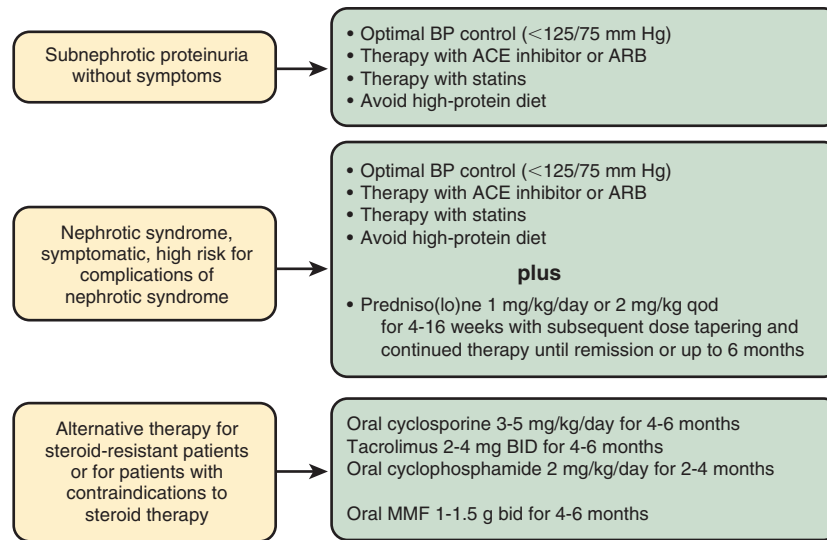 Subnephrotic proteinuria
without symptoms
• Optimal BP control (<125/75 mm Hg)
• Therapy with ACE inhibitor or ARB
• Therapy with statins
• Avoid high-protein diet
Nephrotic syndrome,
symptomatic, high risk for
complications of
nephrotic syndrome
• Optimal BP control (<125/75 mm Hg)
• Therapy with ACE inhibitor or ARB
• Therapy with statins
• Avoid high-protein diet
plus
• Predniso(lo)ne 1 mg/kg/day or 2 mg/kg qod
for 4-16 weeks with subsequent dose tapering and
continued therapy until remission or up to 6 months
Alternative therapy for
steroid-resistant patients
or for patients with
contraindications to
steroid therapy
Oral cyclosporine 3-5 mg/kg/day for 4-6 months
Tacrolimus 2-4 mg BID for 4-6 months
Oral cyclophosphamide 2 mg/kg/day for 2-4 months
Oral MMF 1-1.5 g bid for 4-6 months